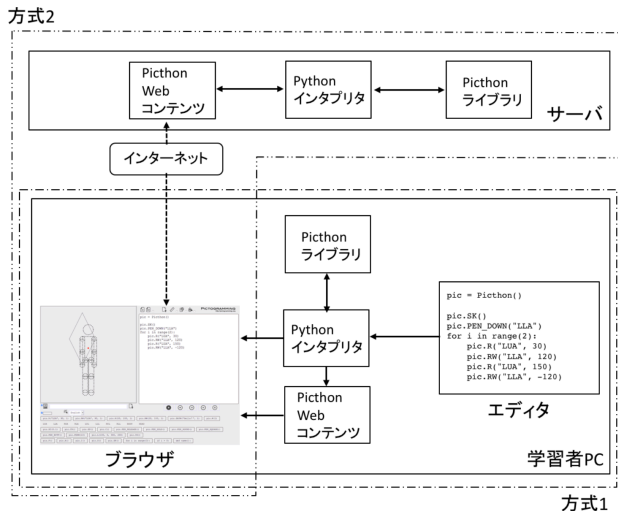 方式2
Picthon
Web
コンテンツ
Python
インタプリタ
Picthon
ライブラリ
サーバ
インターネット
Picthon
ライブラリ
pic = Picthon()
pic.SK()
pic.PEN_DOWN("LLA")
for i in range(2):
pic.R("LUA", 30)
pic.RW("LLA", 120)
pic.R("LUA", 150)
pic.RW("LLA", -120)
エディタ
Python
インタプリタ
Picthon
Web
コンテンツ
ブラウザ
学習者PC
方式1